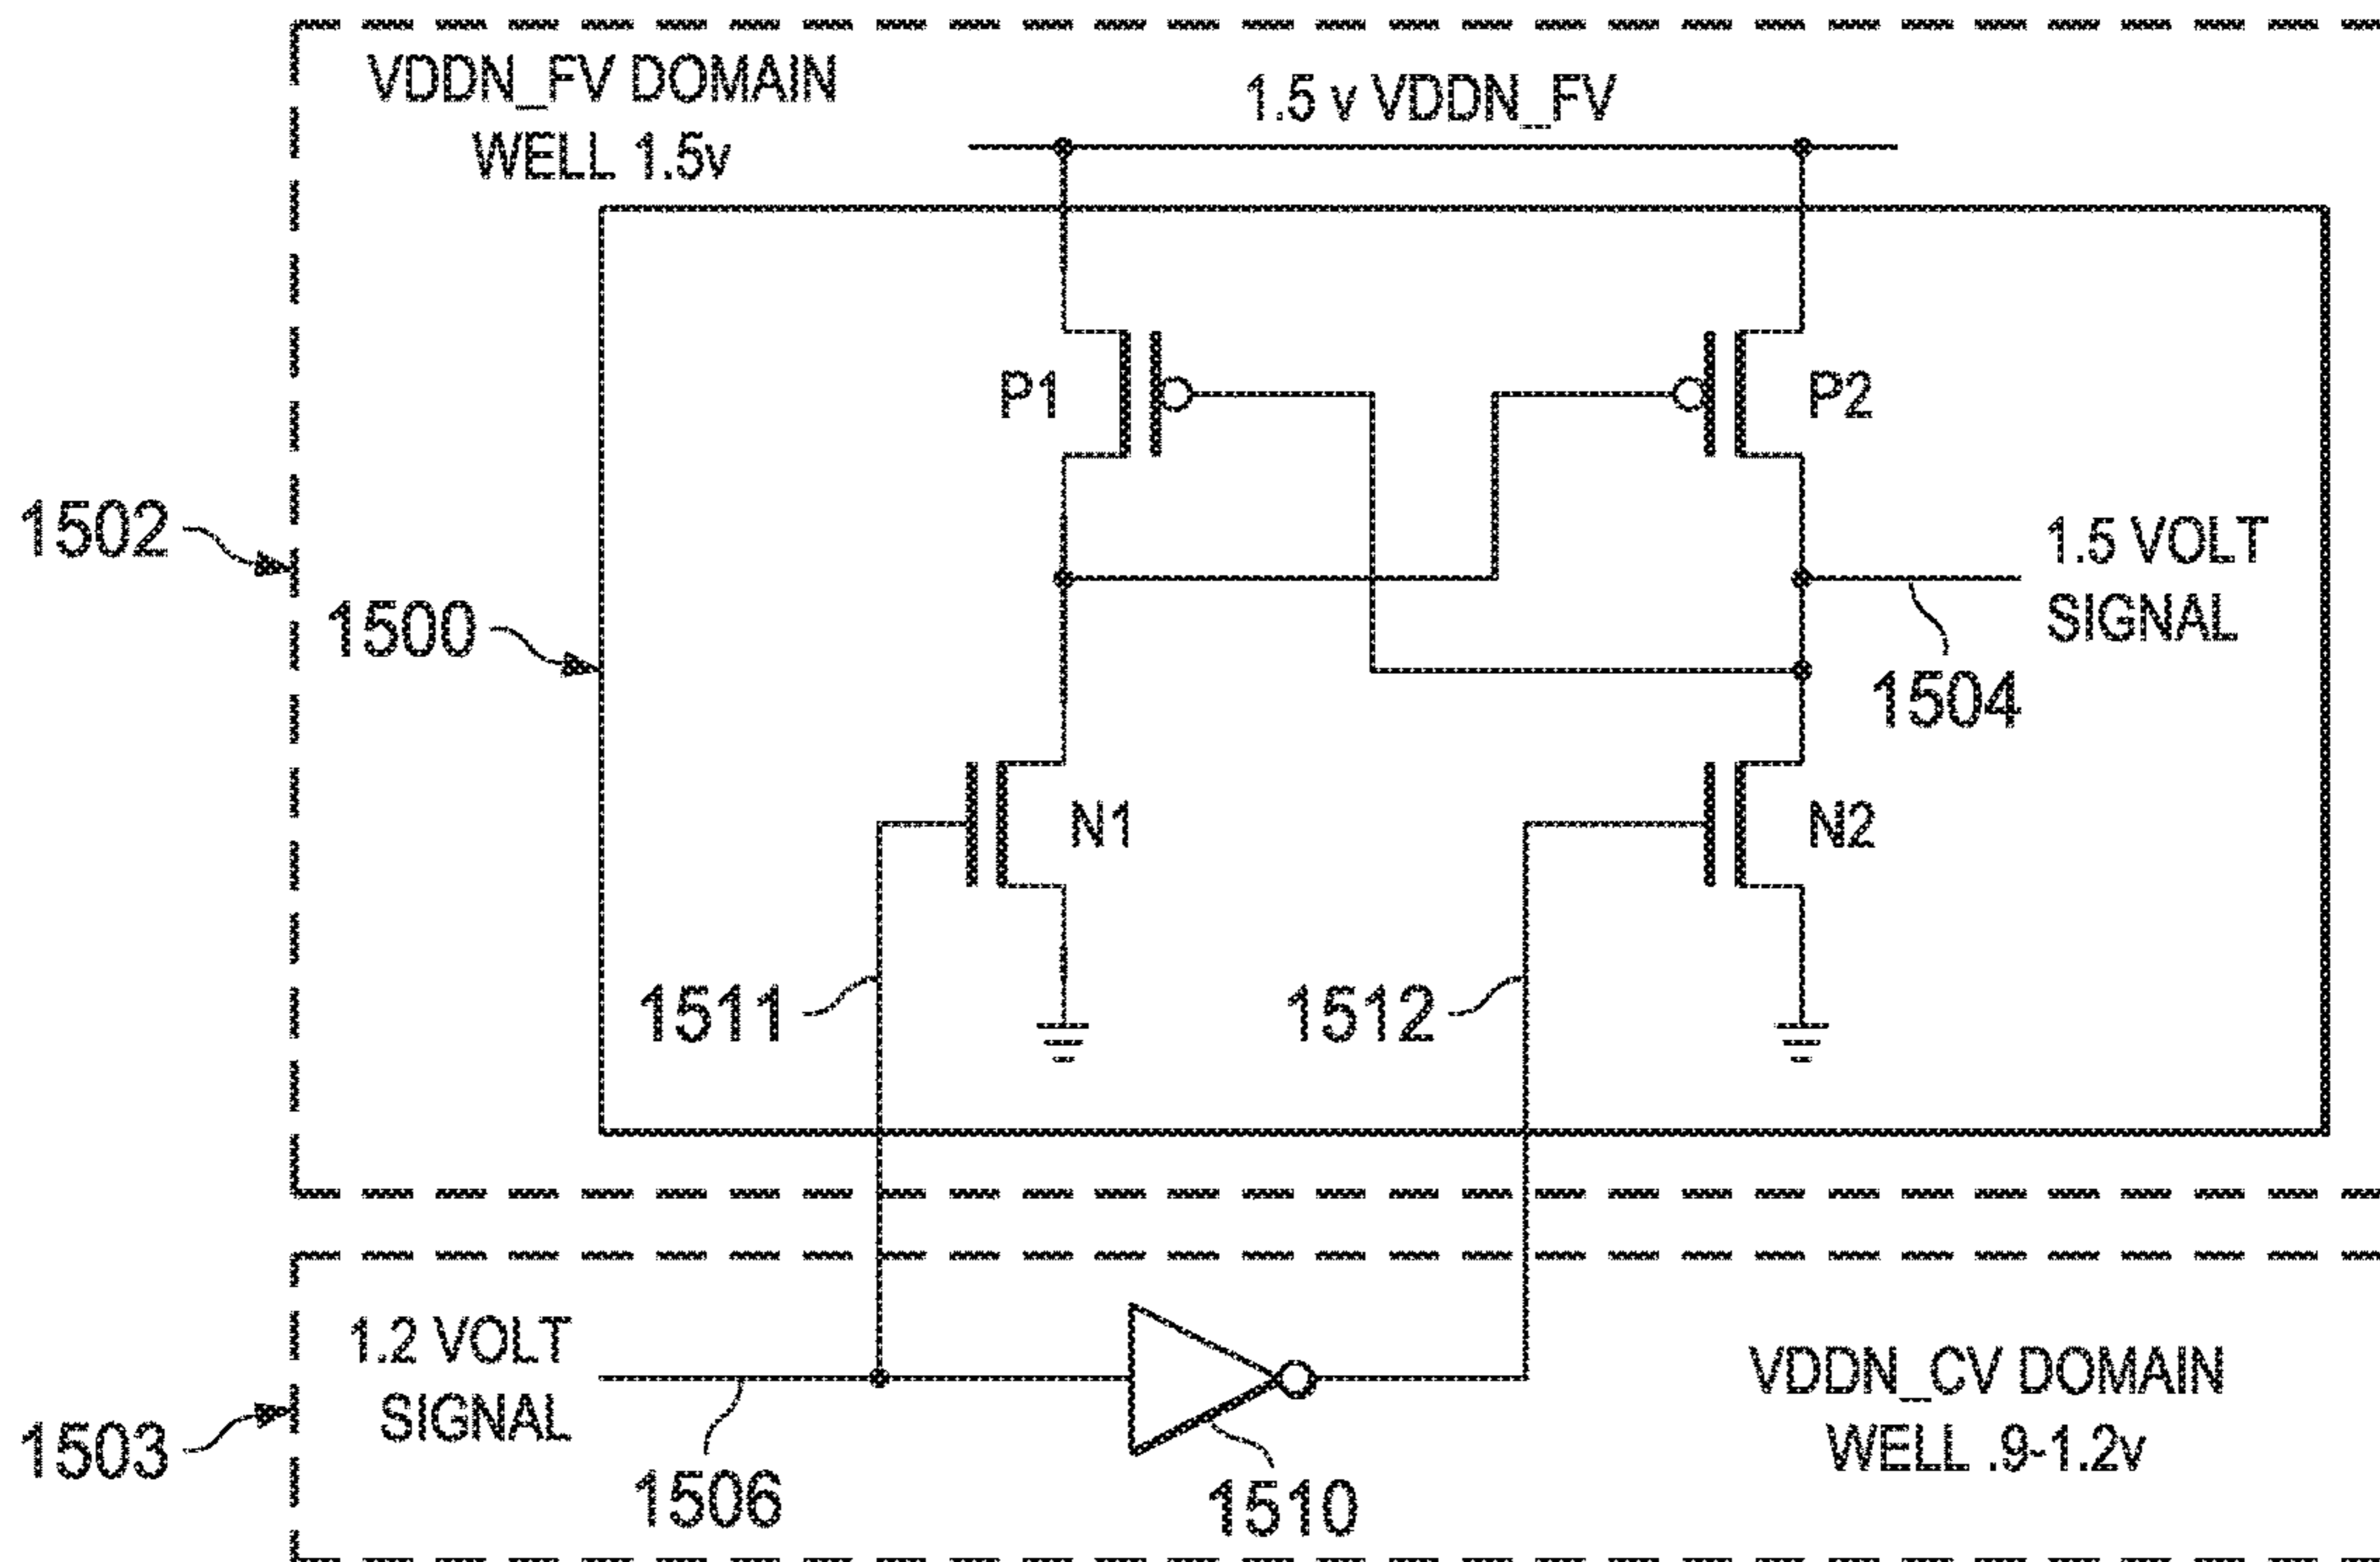 VDDN_FV DOMAIN
WELL 1.5v
1.5 v VDDN_FV
P1
P2
1502
1500
1.5 VOLT
SIGNAL
1504
N1
N2
1511
1512
1.2 VOLT
SIGNAL
1503
1506
1510
VDDN_CV DOMAIN
WELL .9-1.2v